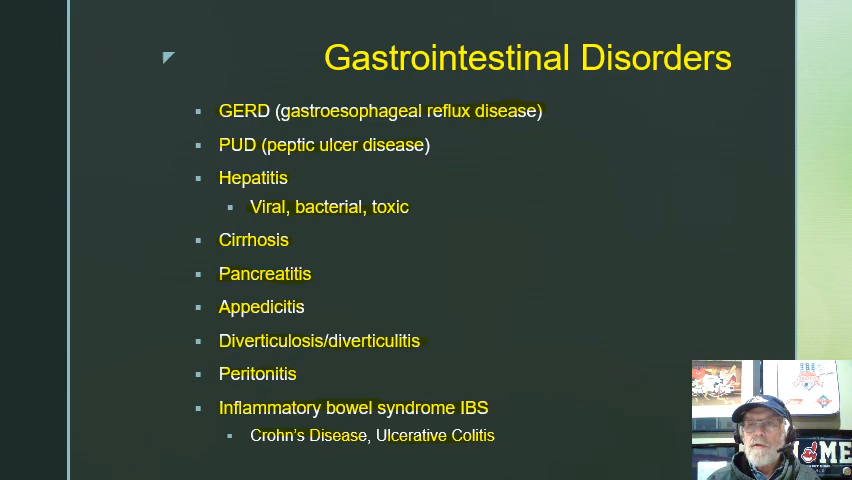 Gastrointestinal Disorders
GERD (gastroesophageal reflux disease)
PUD (peptic ulcer disease)
Hepatitis
Viral, bacterial, toxic
Cirrhosis
Pancreatitis
Appedicitis
Diverticulosis/diverticulitis
Peritonitis
Inflammatory bowel syndrome IBS
Crohn's Disease, Ulcerative Colitis
ME